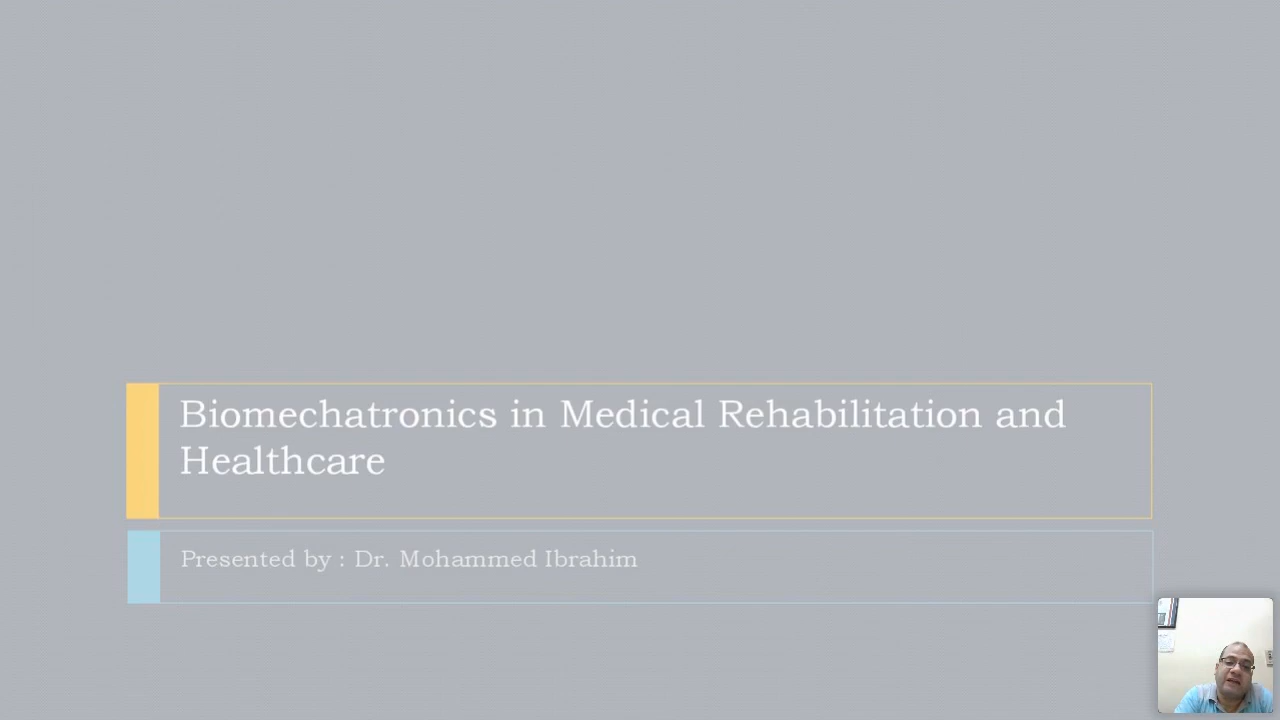 Biomechatronics in Medical Rehabilitation and
Healthcare
Presented by : Dr. Mohammed Ibrahim